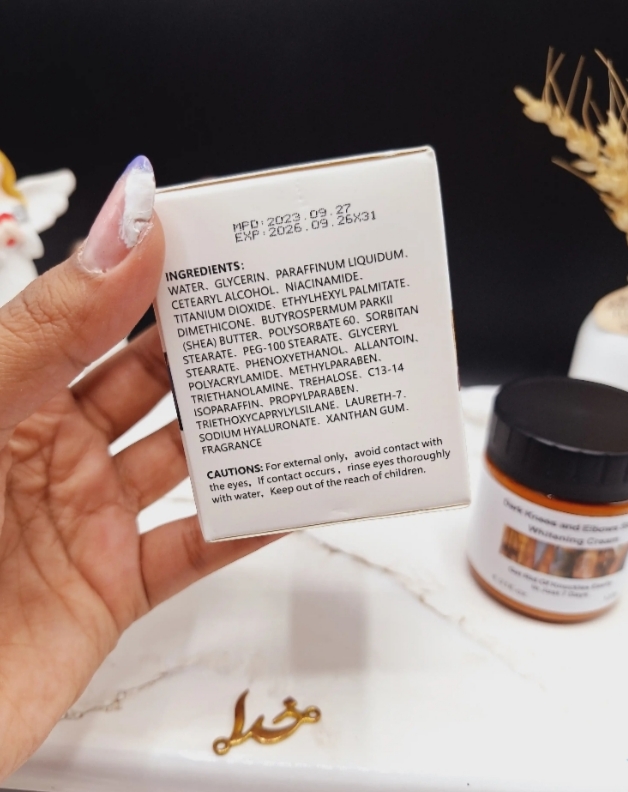 MFD:2023.09.27
EXP:2026.09.26X31
INGREDIENTS:
WATER、GLYCERIN、PARAFFINUM LIQUIDUM、
CETEARYL ALCOHOL、NIACINAMIDE、
TITANIUM DIOXIDE、ETHYLHEXYL PALMITATE、
DIMETHICONE、BUTYROSPERMUM PARKII
(SHEA) BUTTER、POLYSORBATE 60、SORBITAN
STEARATE、PEG-100 STEARATE、GLYCERYL
STEARATE、PHENOXYETHANOL、ALLANTOIN、
POLYACRYLAMIDE、METHYLPARABEN、
TRIETHANOLAMINE、TREHALOSE、C13-14
ISOPARAFFIN、PROPYLPARABEN、
TRIETHOXYCAPRYLYLSILANE、LAURETH-7、
SODIUM HYALURONATE、XANTHAN GUM、
FRAGRANCE
CAUTIONS: For external only，avoid contact with
the eyes，If contact occurs，rinse eyes thoroughly
with water，Keep out of the reach of children.
Dark Knees and Elbows
Whitening Cream
خدا